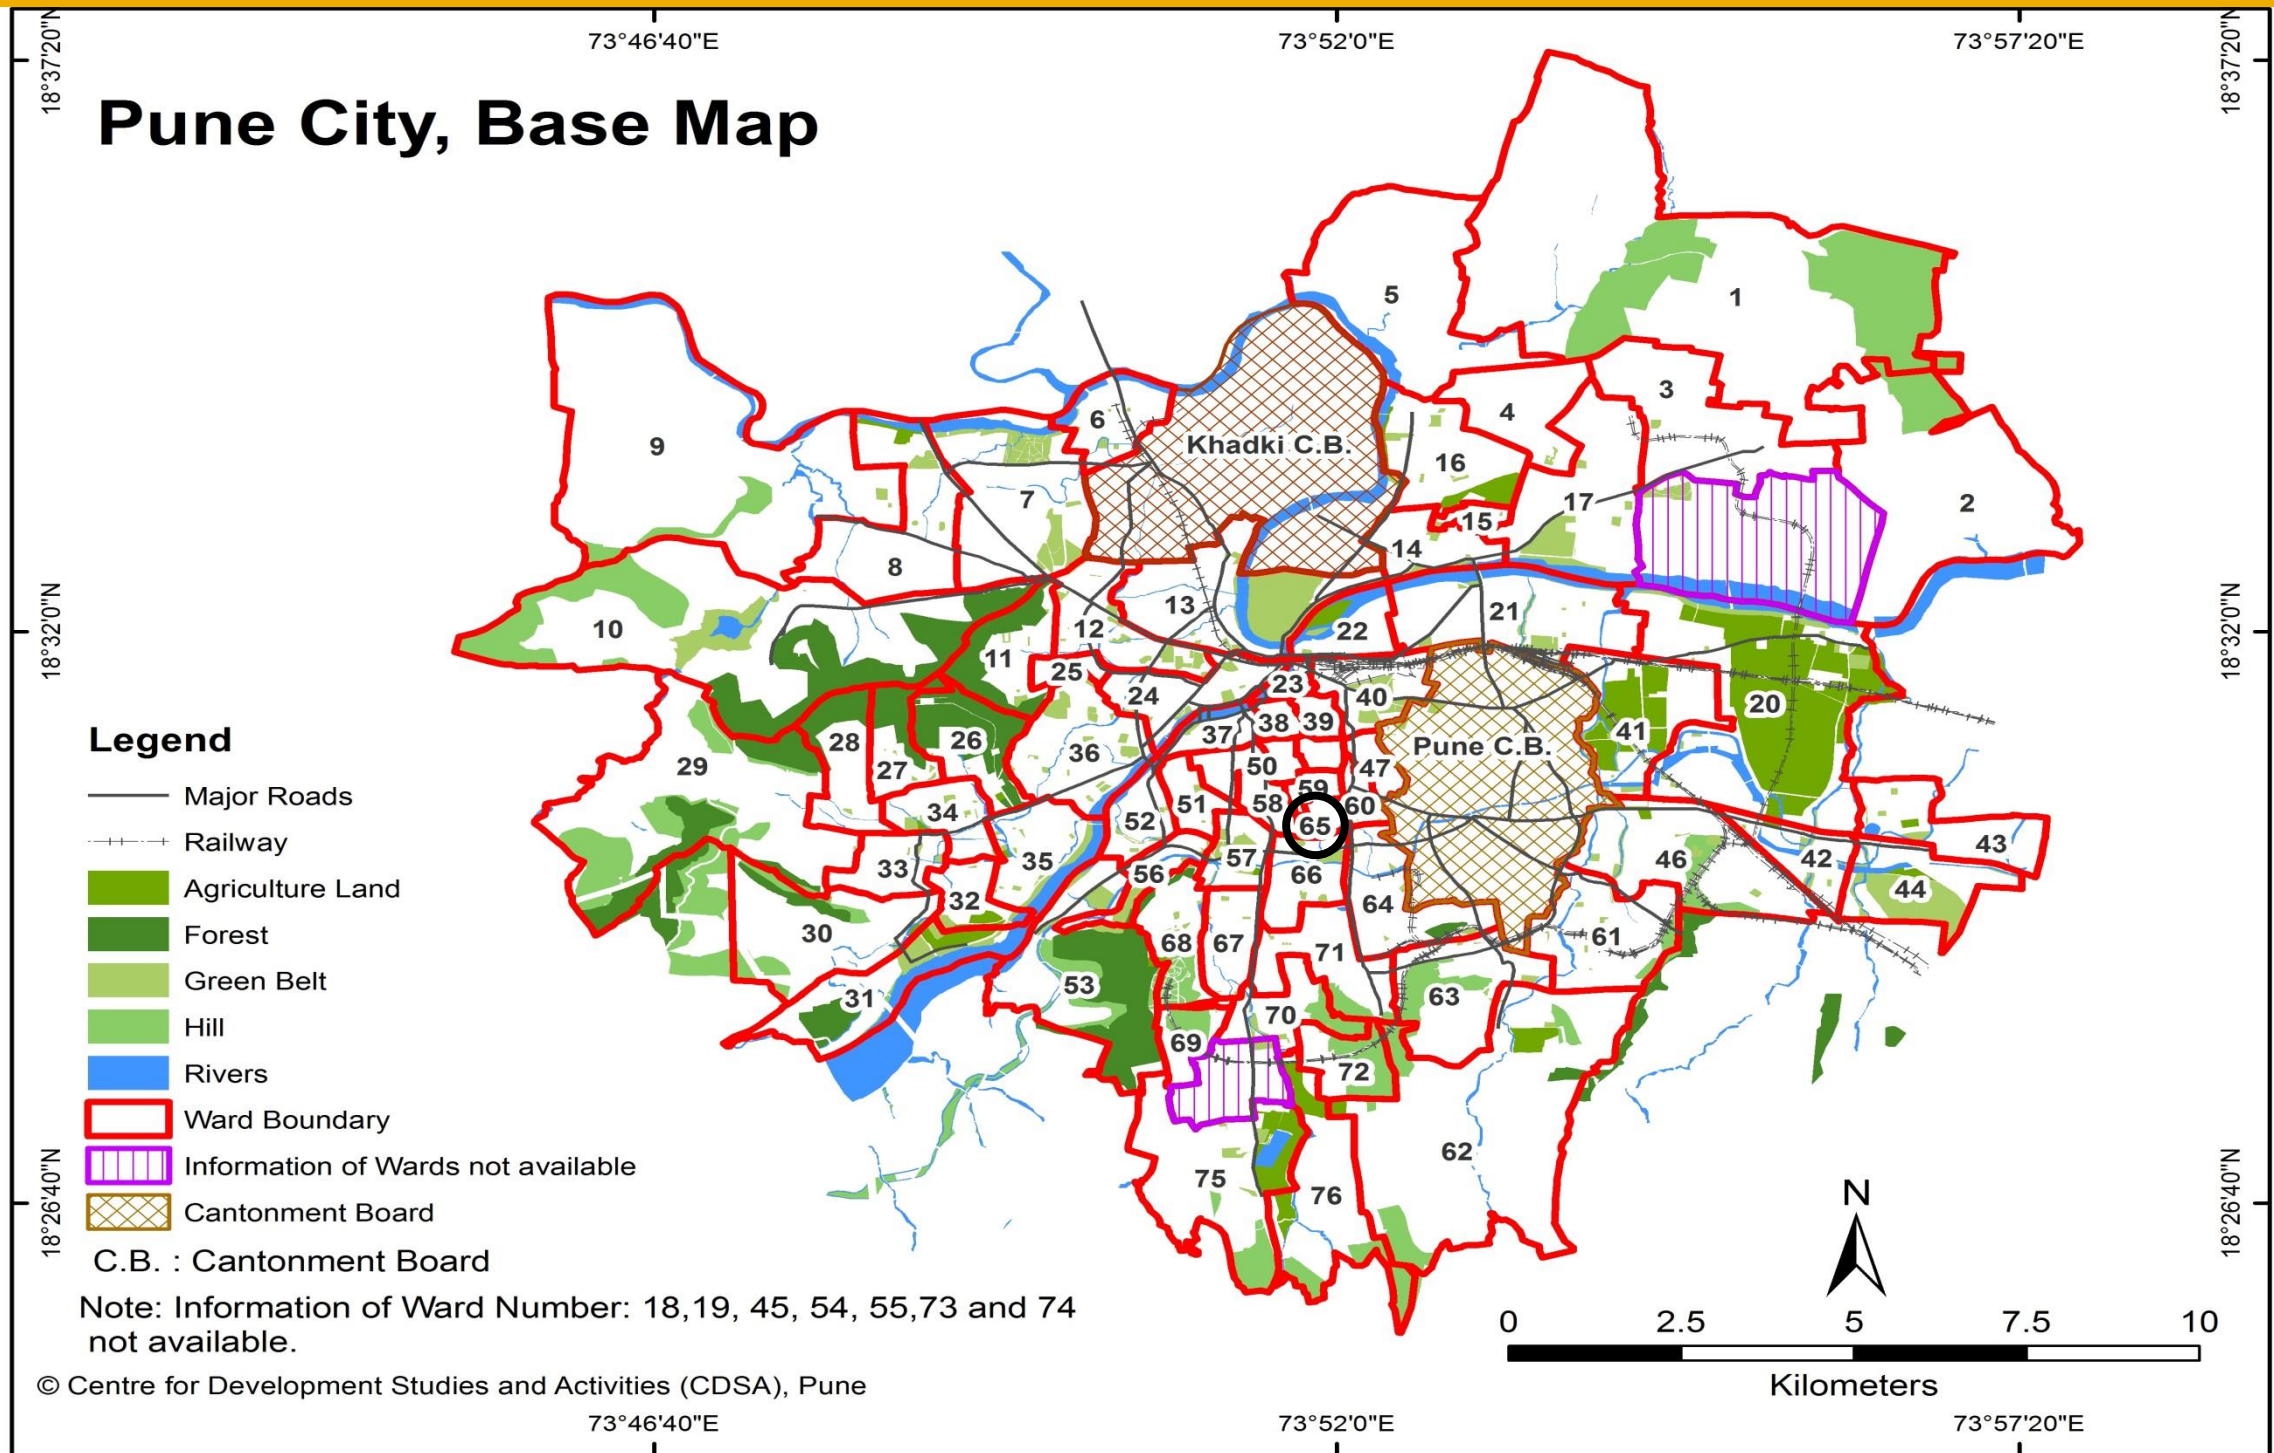 73°46'40"E
73°52'0"E
73°57'20"E
18°37'20"N
18°37'20"N
Pune City, Base Map
1
5
3
4
6
Khadki C.B.
9
16
7
17
2
15
14
8
13
21
18°32'0"N
18°32'0"N
10
12
22
11
25
23
24
40
20
38
39
37
41
Legend
28
26
36
Pune C.B.
29
27
50
47
59
Major Roads
51
58
60
34
52
65
Railway
35
57
46
42
43
33
56
66
Agriculture Land
32
64
44
30
Forest
68
67
71
61
Green Belt
53
31
63
Hill
70
69
Rivers
72
Ward Boundary
62
Information of Wards not available
75
76
18°26'40"N
18°26'40"N
N
Cantonment Board
C.B. : Cantonment Board
Note: Information of Ward Number: 18,19, 45, 54, 55,73 and 74
not available.
0 2.5 5 7.5 10
Kilometers
© Centre for Development Studies and Activities (CDSA), Pune
73°46'40"E
73°52'0"E
73°57'20"E